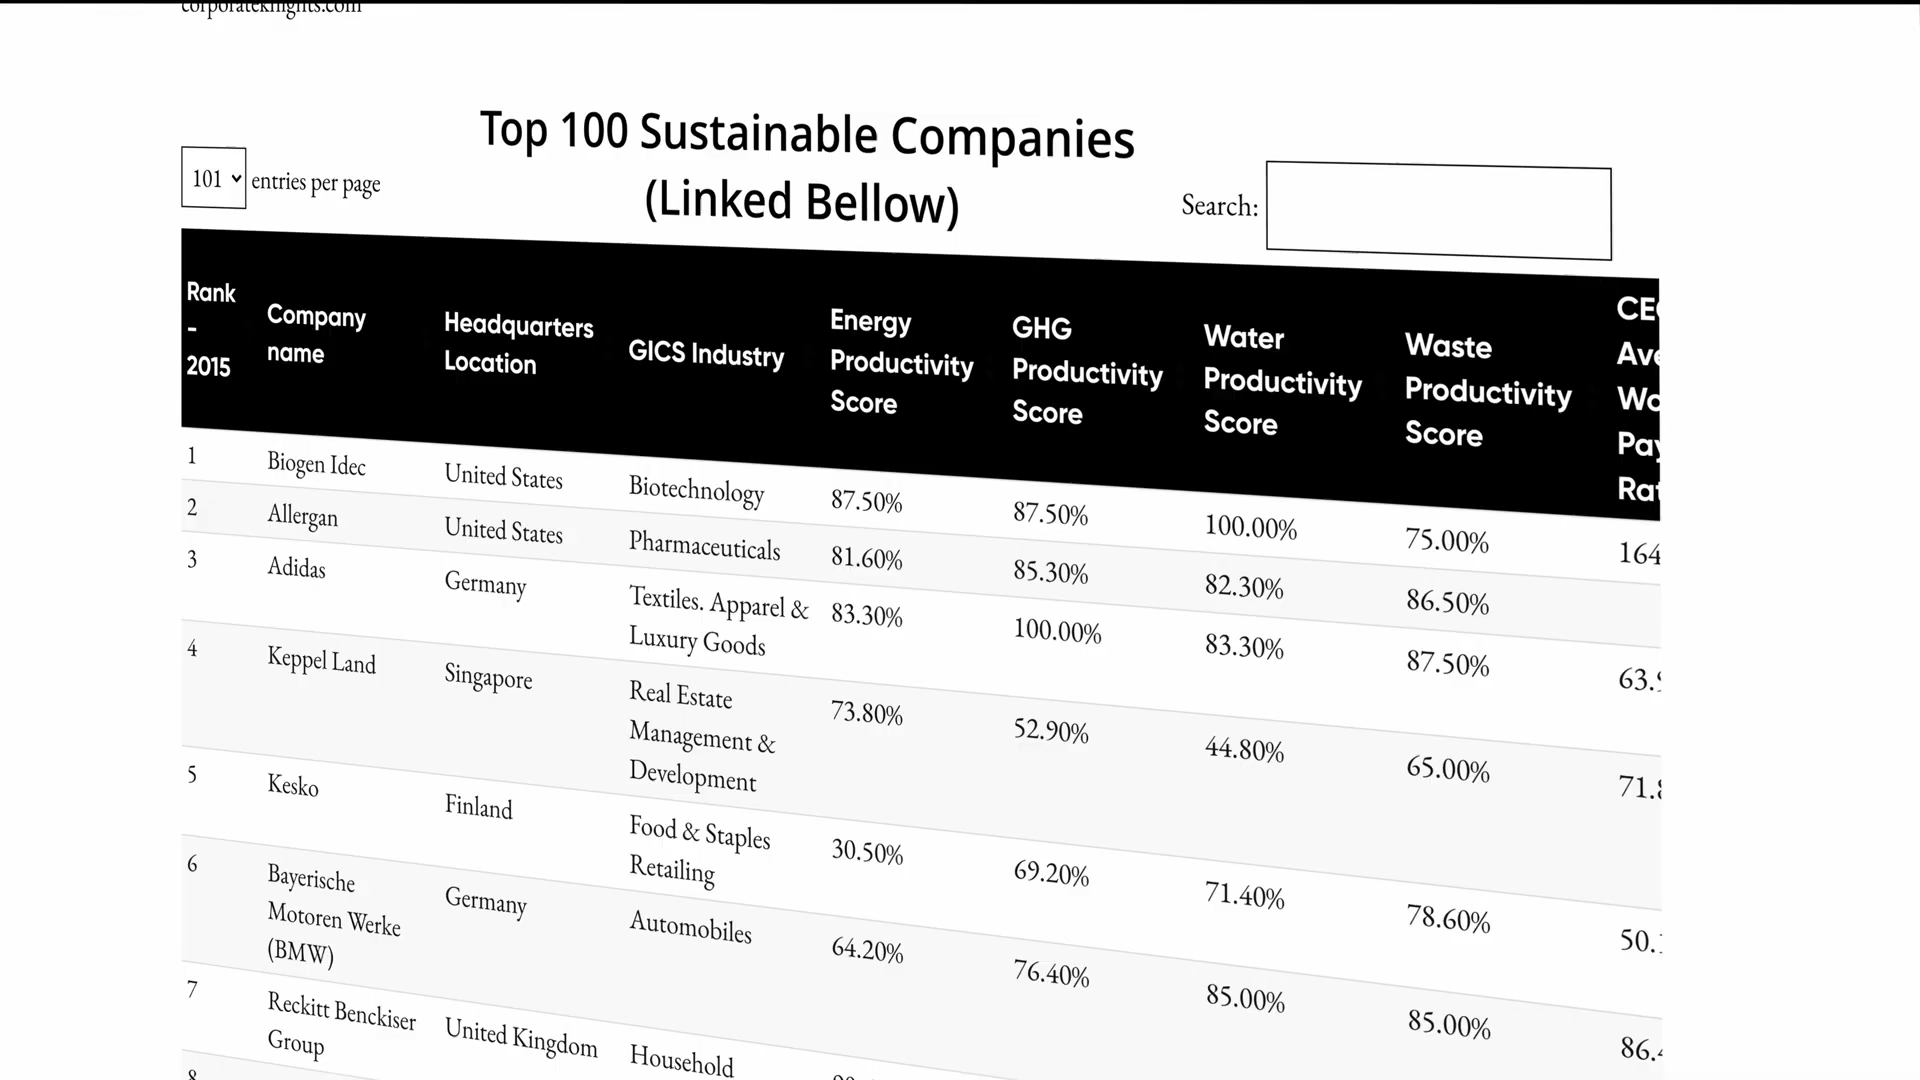 corporateknights.com
Top 100 Sustainable Companies
(Linked Bellow)
101 entries per page
Search:
Rank - 2015 Company name Headquarters Location GICS Industry Energy Productivity Score GHG Productivity Score Water Productivity Score Waste Productivity Score
1 Biogen Idec United States Biotechnology 87.50% 87.50% 100.00% 75.00% 164
2 Allergan United States Pharmaceuticals 81.60% 85.30% 82.30% 86.50%
3 Adidas Germany Textiles. Apparel & Luxury Goods 83.30% 100.00% 83.30% 87.50% 63.
4 Keppel Land Singapore Real Estate Management & Development 73.80% 52.90% 44.80% 65.00% 71.
5 Kesko Finland Food & Staples Retailing 30.50% 69.20% 71.40% 78.60% 50.
6 Bayerische Motoren Werke (BMW) Germany Automobiles 64.20% 76.40% 85.00% 85.00% 86.
7 Reckitt Benckiser Group United Kingdom Household
8